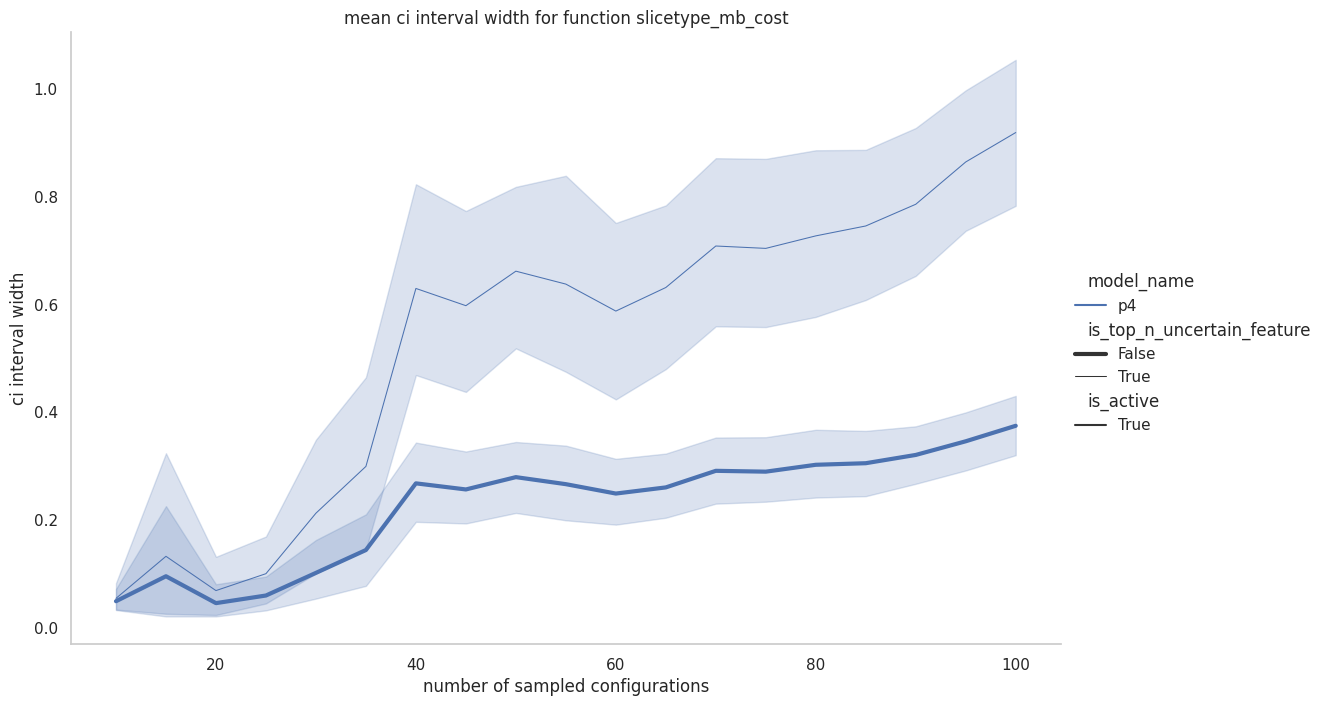 mean ci interval width for function slicetype_mb_cost
1.0
0.8
0.6
0.4
0.2
0.0
ci interval width
20
40
60
80
100
number of sampled configurations
model_name
p4
is_top_n_uncertain_feature
False
True
is_active
True